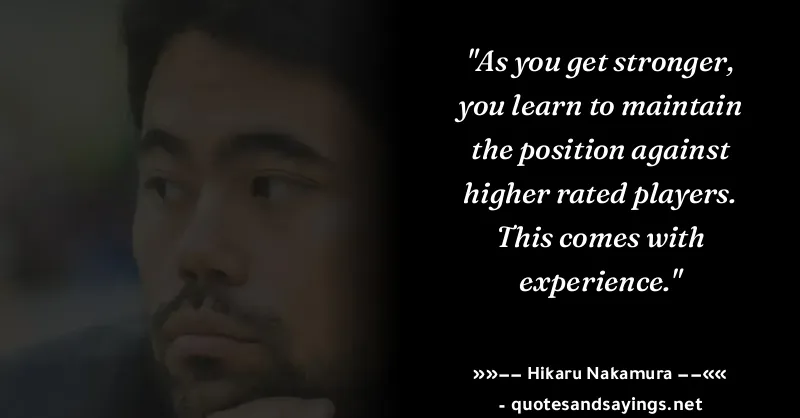 "As you get stronger,
you learn to maintain
the position against
higher rated players.
This comes with
experience."
»»−− Hikaru Nakamura −−««
- quotesandsayings.net